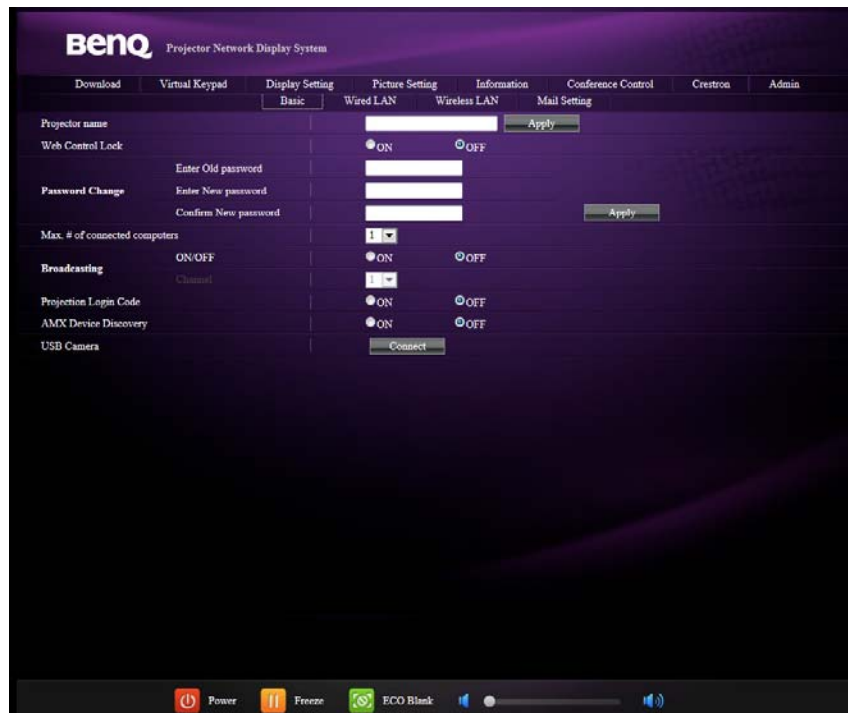 BenQ Projector Network Display System
Download Virtual Keypad Display Setting Picture Setting Information Conference Control Crestron Admin
Basic Wired LAN Wireless LAN Mail Setting
Projector name Apply
Web Control Lock ON OFF
Enter Old password
Password Change Enter New password
Confirm New password Apply
Max. # of connected computers 1
ON/OFF ON OFF
Broadcasting
Channel 1
Projection Login Code ON OFF
AMX Device Discovery ON OFF
USB Camera Connect
Power Freeze ECO Blank